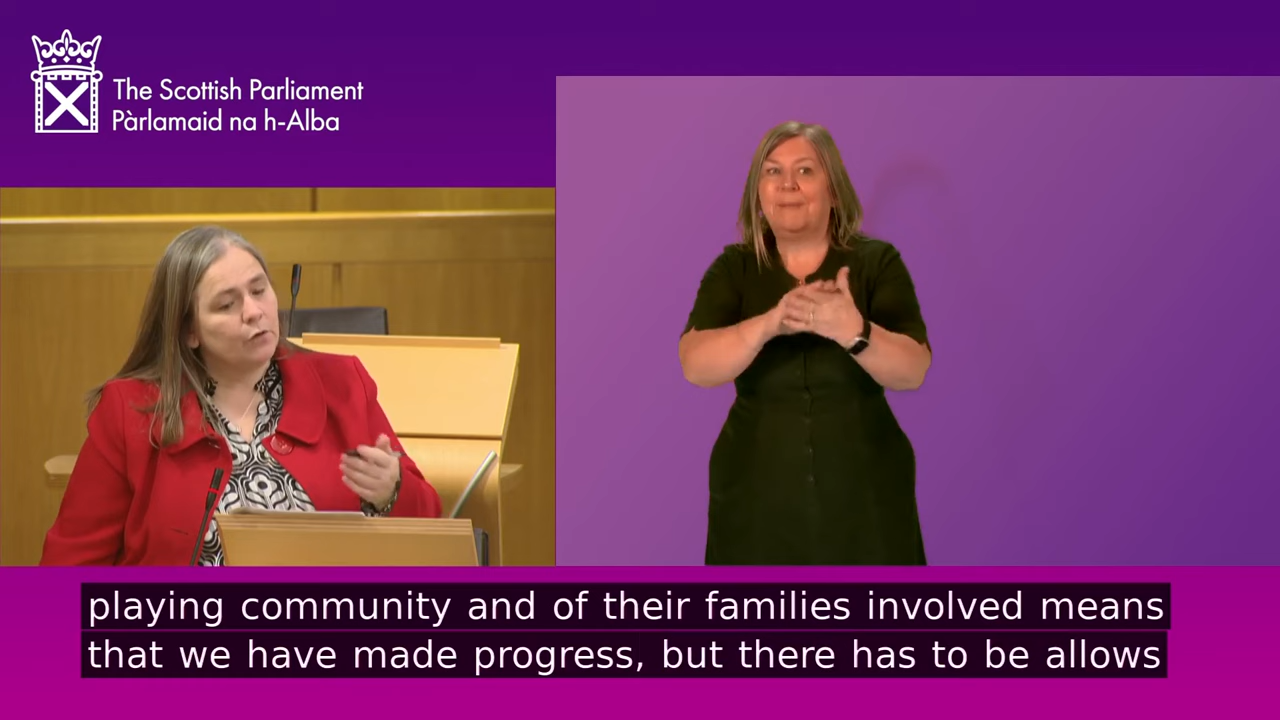 The Scottish Parliament
Pàrlamaid na h-Alba
playing community and of their families involved means
that we have made progress, but there has to be allows